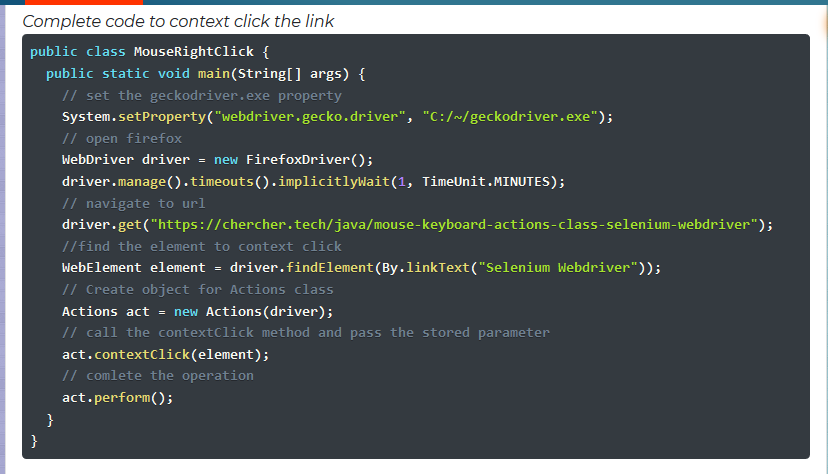 Complete code to context click the link
public class MouseRightClick {
  public static void main(String[] args) {
    // set the geckodriver.exe property
    System.setProperty("webdriver.gecko.driver", "C:/~/geckodriver.exe");
    // open firefox
    WebDriver driver = new FirefoxDriver();
    driver.manage().timeouts().implicitlyWait(1, TimeUnit.MINUTES);
    // navigate to url
    driver.get("https://chercher.tech/java/mouse-keyboard-actions-class-selenium-webdriver");
    //find the element to context click
    WebElement element = driver.findElement(By.linkText("Selenium Webdriver"));
    // Create object for Actions class
    Actions act = new Actions(driver);
    // call the contextClick method and pass the stored parameter
    act.contextClick(element);
    // comlete the operation
    act.perform();
  }
}